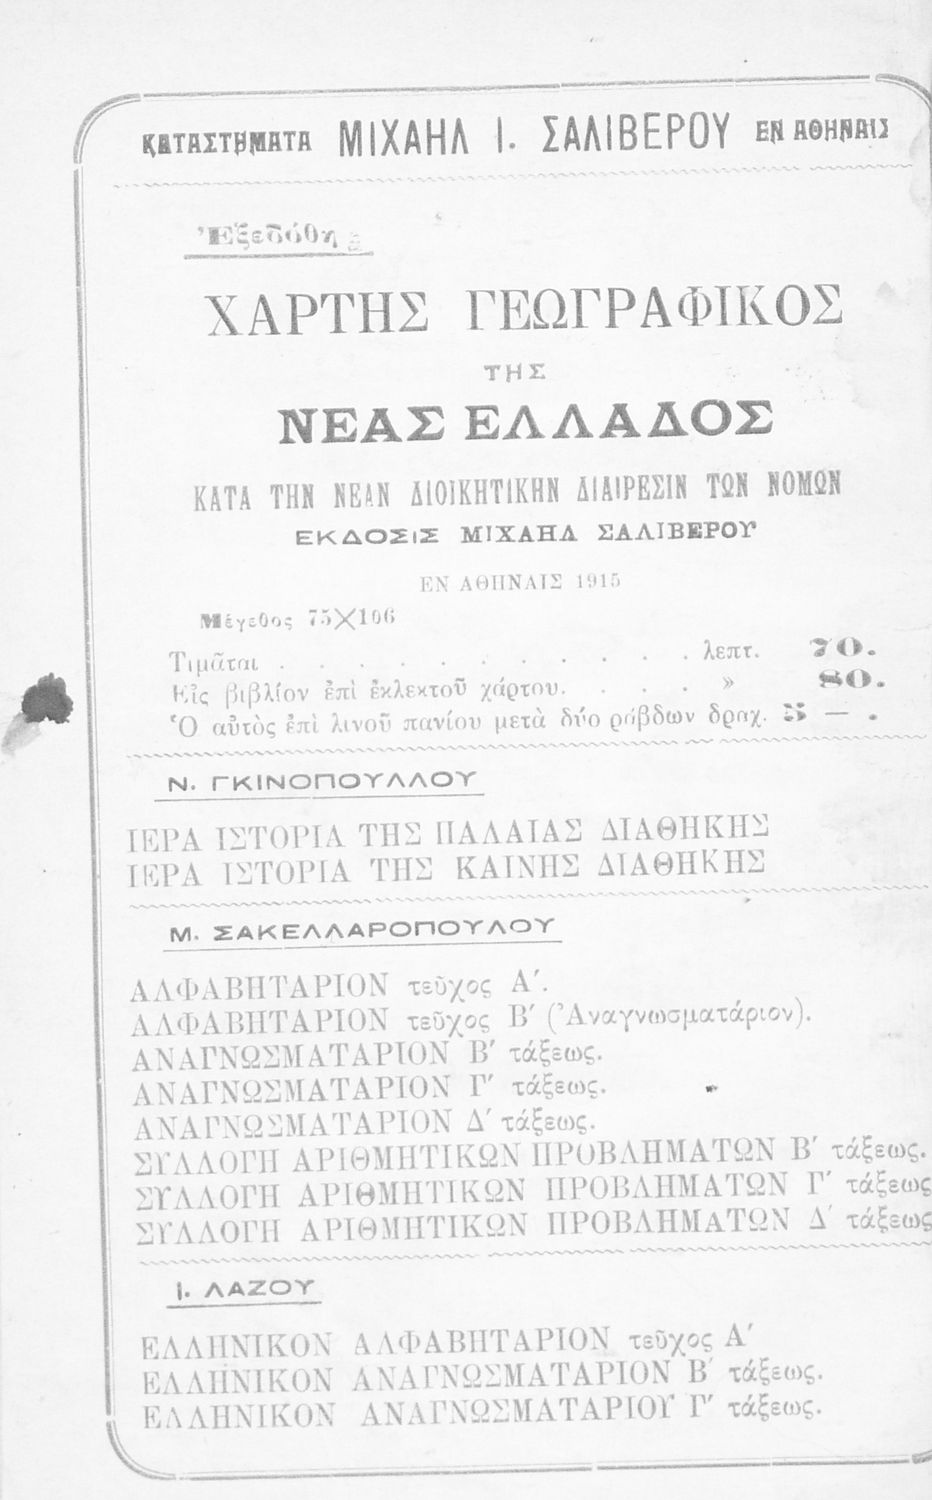 ΚΑΤΑΣΤΗΜΑΤΑ ΜΙΧΑΗΛ Ι. ΣΑΛΙΒΕΡΟΥ ΕΝ ΑΘΗΝΑΙΣ
Ἐξεδόθη
ΧΑΡΤΗΣ ΓΕΩΓΡΑΦΙΚΟΣ
ΤΗΣ
ΝΕΑΣ ΕΛΛΑΔΟΣ
ΚΑΤΑ ΤΗΝ ΝΕΑΝ ΔΙΟΙΚΗΤΙΚΗΝ ΔΙΑΙΡΕΣΙΝ ΤΩΝ ΝΟΜΩΝ
ΕΚΔΟΣΙΣ ΜΙΧΑΗΛ ΣΑΛΙΒΕΡΟΥ
ΕΝ ΑΘΗΝΑΙΣ 1915
Μέγεθος 75×106
Τιμᾶται . . . . . . . . . . . λεπτ. 70.
Εἰς βιβλίον ἐπὶ ἐκλεκτοῦ χάρτου. . . . » 80.
Ὁ αὐτὸς ἐπὶ λινοῦ πανίου μετὰ δύο ράβδων δραχ. 5 — .
Ν. ΓΚΙΝΟΠΟΥΛΛΟΥ
ΙΕΡΑ ΙΣΤΟΡΙΑ ΤΗΣ ΠΑΛΑΙΑΣ ΔΙΑΘΗΚΗΣ
ΙΕΡΑ ΙΣΤΟΡΙΑ ΤΗΣ ΚΑΙΝΗΣ ΔΙΑΘΗΚΗΣ
Μ. ΣΑΚΕΛΛΑΡΟΠΟΥΛΟΥ
ΑΛΦΑΒΗΤΑΡΙΟΝ τεῦχος Α΄.
ΑΛΦΑΒΗΤΑΡΙΟΝ τεῦχος Β΄ (Ἀναγνωσματάριον).
ΑΝΑΓΝΩΣΜΑΤΑΡΙΟΝ Β΄ τάξεως.
ΑΝΑΓΝΩΣΜΑΤΑΡΙΟΝ Γ΄ τάξεως.
ΑΝΑΓΝΩΣΜΑΤΑΡΙΟΝ Δ΄ τάξεως.
ΣΥΛΛΟΓΗ ΑΡΙΘΜΗΤΙΚΩΝ ΠΡΟΒΛΗΜΑΤΩΝ Β΄ τάξεως.
ΣΥΛΛΟΓΗ ΑΡΙΘΜΗΤΙΚΩΝ ΠΡΟΒΛΗΜΑΤΩΝ Γ΄ τάξεως
ΣΥΛΛΟΓΗ ΑΡΙΘΜΗΤΙΚΩΝ ΠΡΟΒΛΗΜΑΤΩΝ Δ΄ τάξεως
Ι. ΛΑΖΟΥ
ΕΛΛΗΝΙΚΟΝ ΑΛΦΑΒΗΤΑΡΙΟΝ τεῦχος Α΄
ΕΛΛΗΝΙΚΟΝ ΑΝΑΓΝΩΣΜΑΤΑΡΙΟΝ Β΄ τάξεως.
ΕΛΛΗΝΙΚΟΝ ΑΝΑΓΝΩΣΜΑΤΑΡΙΟΥ Γ΄ τάξεως.